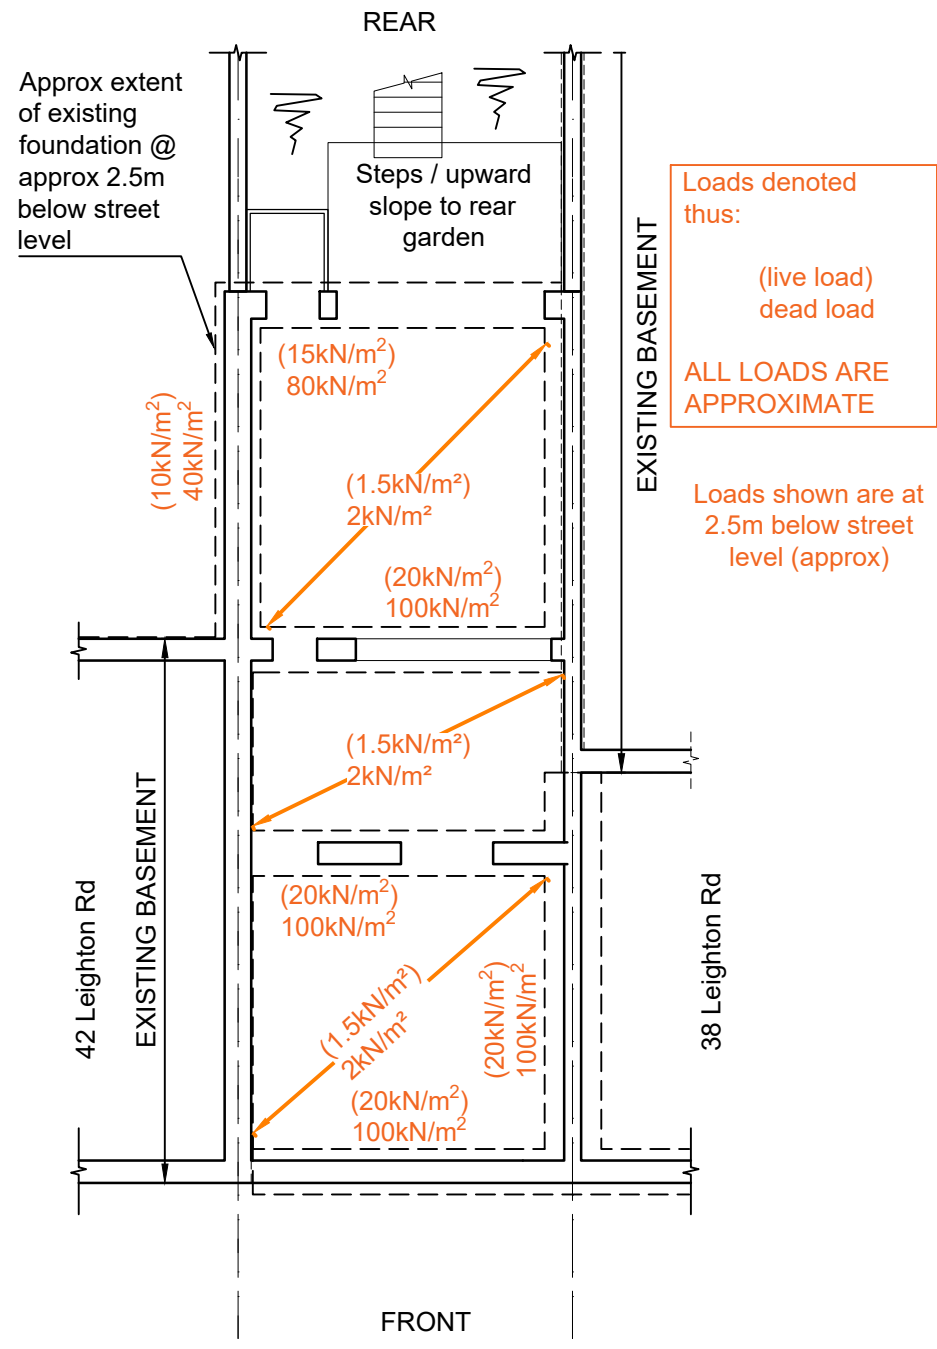 REAR
Approx extent
of existing
foundation @
approx 2.5m
below street
level
Steps / upward
slope to rear
garden
EXISTING BASEMENT
Loads denoted
thus:
(live load)
dead load
ALL LOADS ARE
APPROXIMATE
Loads shown are at
2.5m below street
level (approx)
(15kN/m²)
80kN/m²
(10kN/m²)
40kN/m²
(1.5kN/m²)
2kN/m²
(20kN/m²)
100kN/m²
(1.5kN/m²)
2kN/m²
42 Leighton Rd
EXISTING BASEMENT
(20kN/m²)
100kN/m²
(1.5kN/m²)
2kN/m²
(20kN/m²)
100kN/m²
(20kN/m²)
100kN/m²
38 Leighton Rd
FRONT